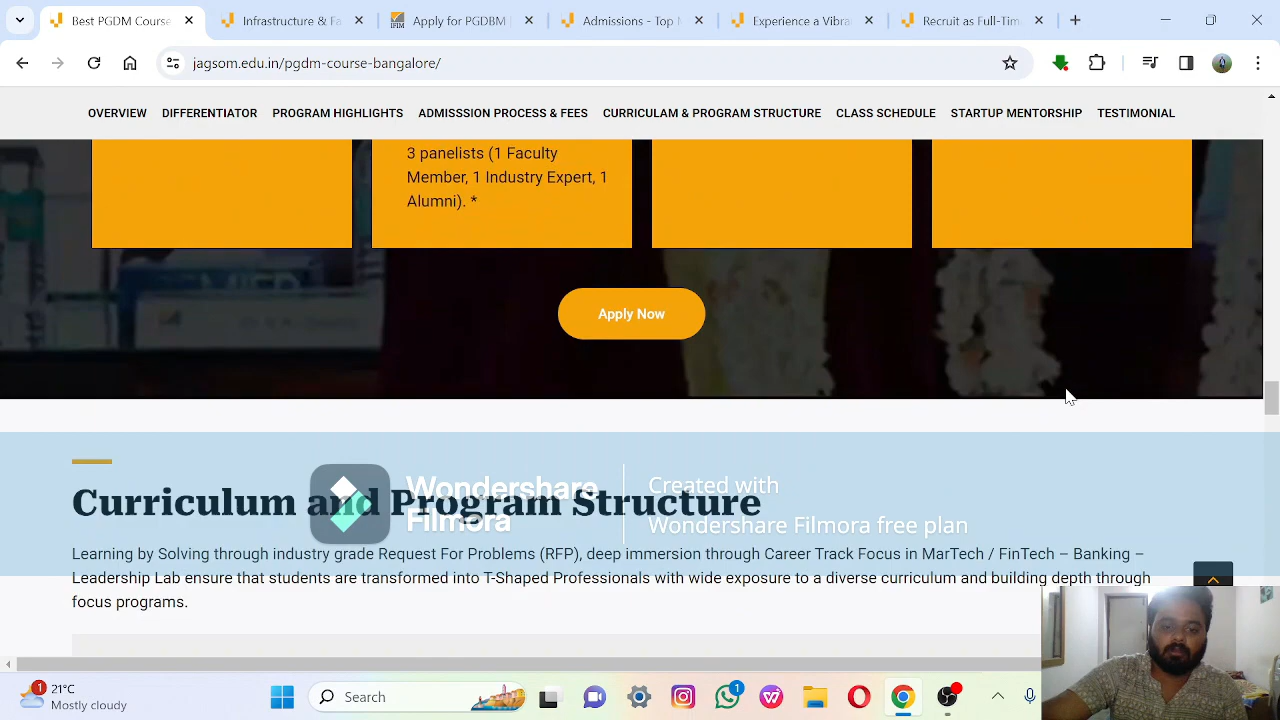 Best PGDM Course
Infrastructure & Fa
IFIM
Apply for PGDBM
Admissions - Top
Experience a Vibra
Recruit as Full-Tim
jagsom.edu.in/pgdm-course-bangalore/
OVERVIEW
DIFFERENTIATOR
PROGRAM HIGHLIGHTS
ADMISSSION PROCESS & FEES
CURRICULAM & PROGRAM STRUCTURE
CLASS SCHEDULE
STARTUP MENTORSHIP
TESTIMONIAL
3 panelists (1 Faculty
Member, 1 Industry Expert, 1
Alumni). *
Apply Now
Curriculum and Program Structure
Wondershare
Filmora
Created with
Wondershare Filmora free plan
Learning by Solving through industry grade Request For Problems (RFP), deep immersion through Career Track Focus in MarTech / FinTech – Banking –
Leadership Lab ensure that students are transformed into T-Shaped Professionals with wide exposure to a diverse curriculum and building depth through
focus programs.
1
21°C
Mostly cloudy
Search
1